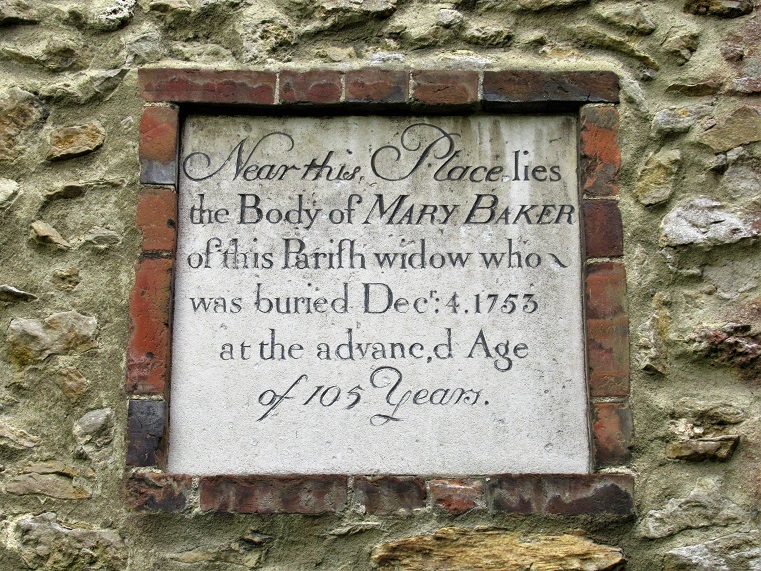 Near this Place lies
the Body of MARY BAKER
of this Pariſh widow who
was buried Decr: 4. 1753
at the advanc,d Age
of 105 Years.